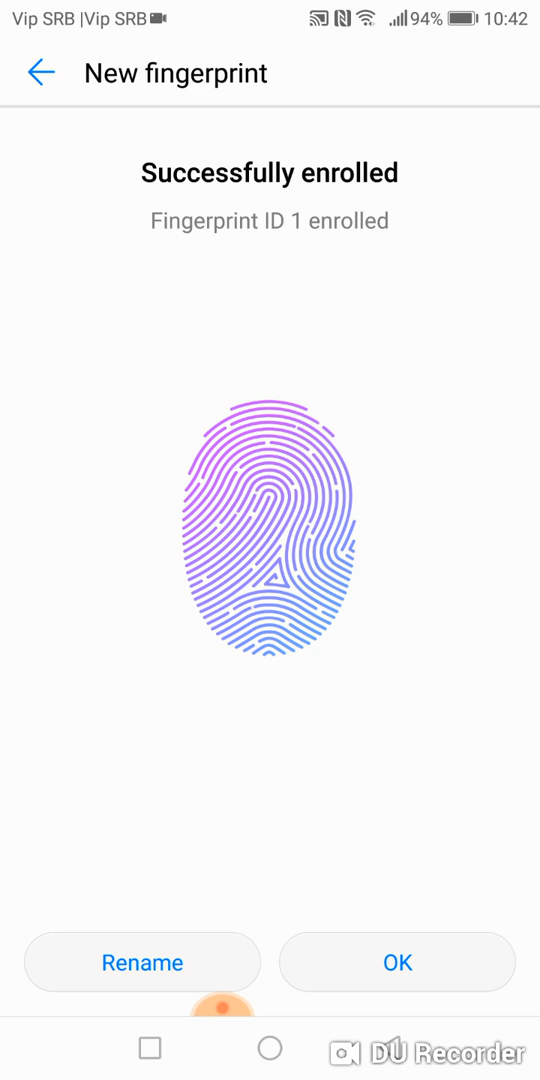 Vip SRB |Vip SRB 94% 10:42
New fingerprint
Successfully enrolled
Fingerprint ID 1 enrolled
Rename OK
DU Recorder